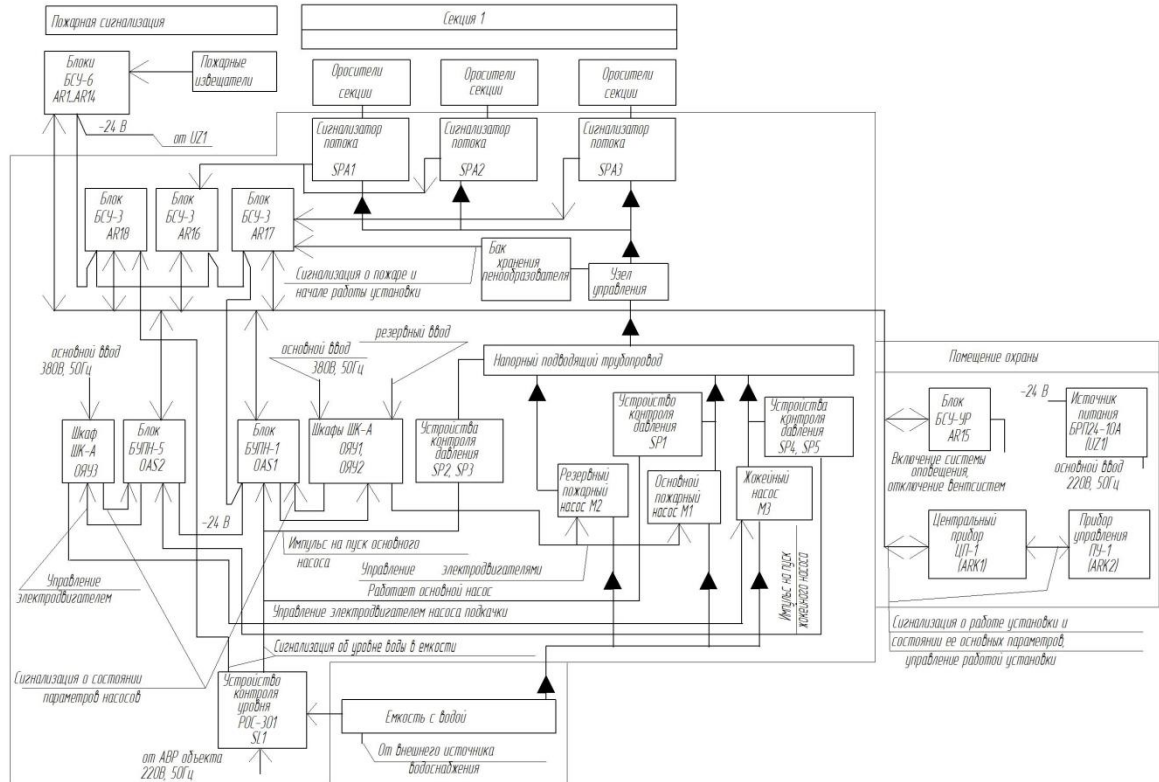 Пожарная сигнализация
Секция 1
Блоки
БСУ-6
AR1...AR14
Пожарные
извещатели
Оросители
секции
Оросители
секции
Оросители
секции
-24 В
от UZ1
Сигнализатор
потока
SPA1
Сигнализатор
потока
SPA2
Сигнализатор
потока
SPA3
Блок
БСУ-3
AR18
Блок
БСУ-3
AR16
Блок
БСУ-3
AR17
Сигнализация о пожаре и
начале работы установки
Бак
хранения
пенообразователя
Узел
управления
основной ввод
380В, 50Гц
основной ввод
380В, 50Гц
резервный ввод
Напорный подводящий трубопровод
Помещение охраны
Шкаф
ШК-А
ОЯУ3
Блок
БУПН-5
OAS2
Блок
БУПН-1
OAS1
Шкафы ШК-А
ОЯУ1,
ОЯУ2
Устройства
контроля
давления
SP2, SP3
Устройство
контроля
давления
SP1
Устройства
контроля
давления
SP4, SP5
Блок
БСУ-УР
AR15
-24 В
Источник
питания
БРП24-10А
(UZ1)
Включение системы
оповещения,
отключение вентсистем
основной ввод
220В, 50Гц
Резервный
пожарный
насос М2
Основной
пожарный
насос М1
Жокейный
насос
М3
-24 В
Импульс на пуск основного
насоса
Центральный
прибор
ЦП-1
(ARK1)
Прибор
управления
ПУ-1
(ARK2)
Управление
электродвигателем
Управление электродвигателями
Работает основной насос
Управление электродвигателем насоса подкачки
Импульс на пуск
жокейного насоса
Сигнализация о работе установки и
состоянии ее основных параметров,
управление работой установки
Сигнализация об уровне воды в емкости
Сигнализация о состоянии
параметров насосов
Устройство
контроля
уровня
РОС-301
SL1
Емкость с водой
От внешнего источника
водоснабжения
от АВР объекта
220В, 50Гц